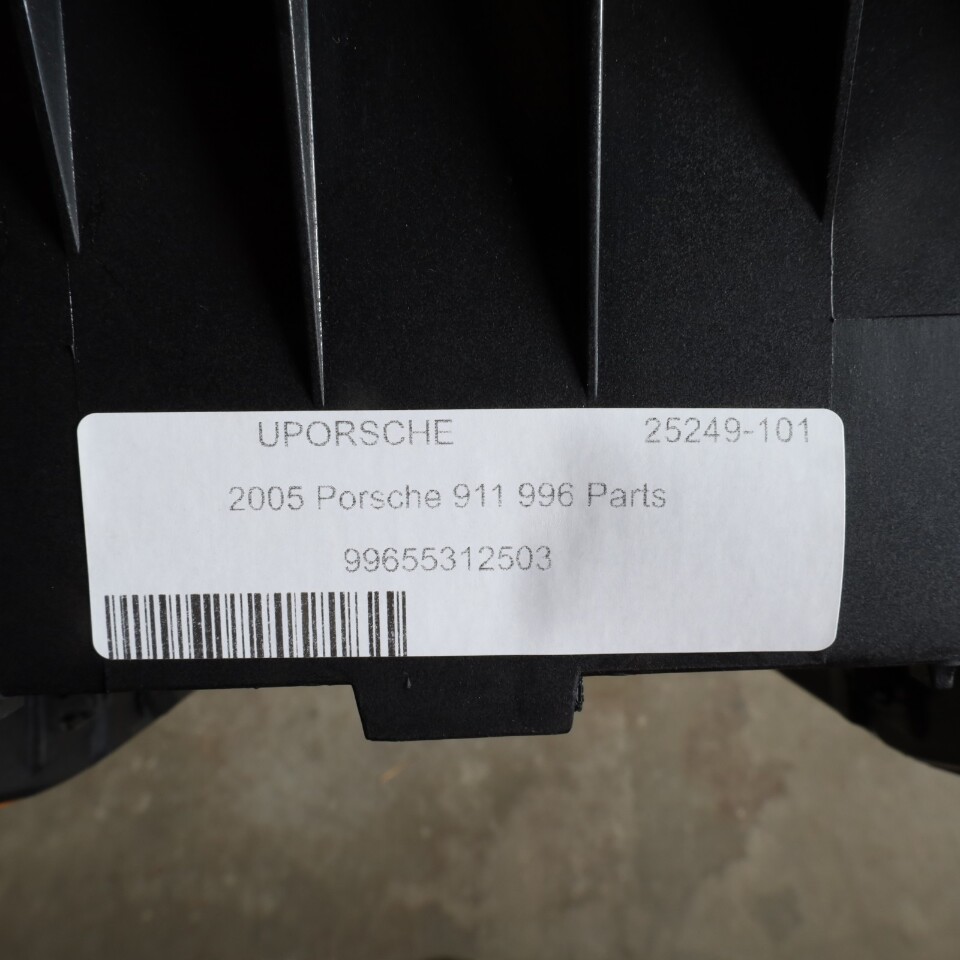 UPORSCHE 25249-101
2005 Porsche 911 996 Parts
99655312503